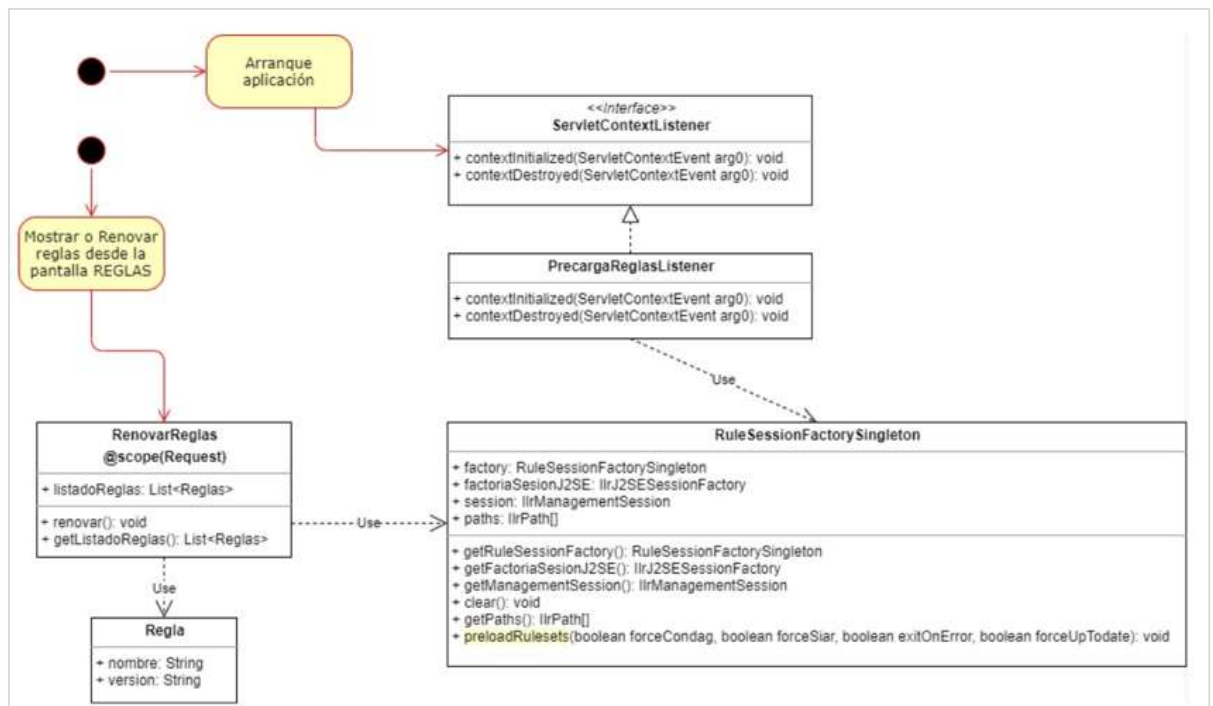 Arranque
aplicación
<<Interface>>
ServletContextListener
+ contextInitialized(ServletContextEvent arg0): void
+ contextDestroyed(ServletContextEvent arg0): void
Mostrar o Renovar
reglas desde la
pantalla REGLAS
PrecargaReglasListener
+ contextInitialized(ServletContextEvent arg0): void
+ contextDestroyed(ServletContextEvent arg0): void
Use
RenovarReglas
@scope(Request)
+ listadoReglas: List<Reglas>
+ renovar(): void
+ getListadoReglas(): List<Reglas>
Use
RuleSessionFactorySingleton
+ factory: RuleSessionFactorySingleton
+ factoriaSesionJ2SE: IlrJ2SESessionFactory
+ session: IlrManagementSession
+ paths: IlrPath[]
+ getRuleSessionFactory(): RuleSessionFactorySingleton
+ getFactoriaSesionJ2SE(): IlrJ2SESessionFactory
+ getManagementSession(): IlrManagementSession
+ clear(): void
+ getPaths(): IlrPath[]
+ preloadRulesets(boolean forceCondag, boolean forceSiar, boolean exitOnError, boolean forceUpTodate): void
Use
Regla
+ nombre: String
+ version: String